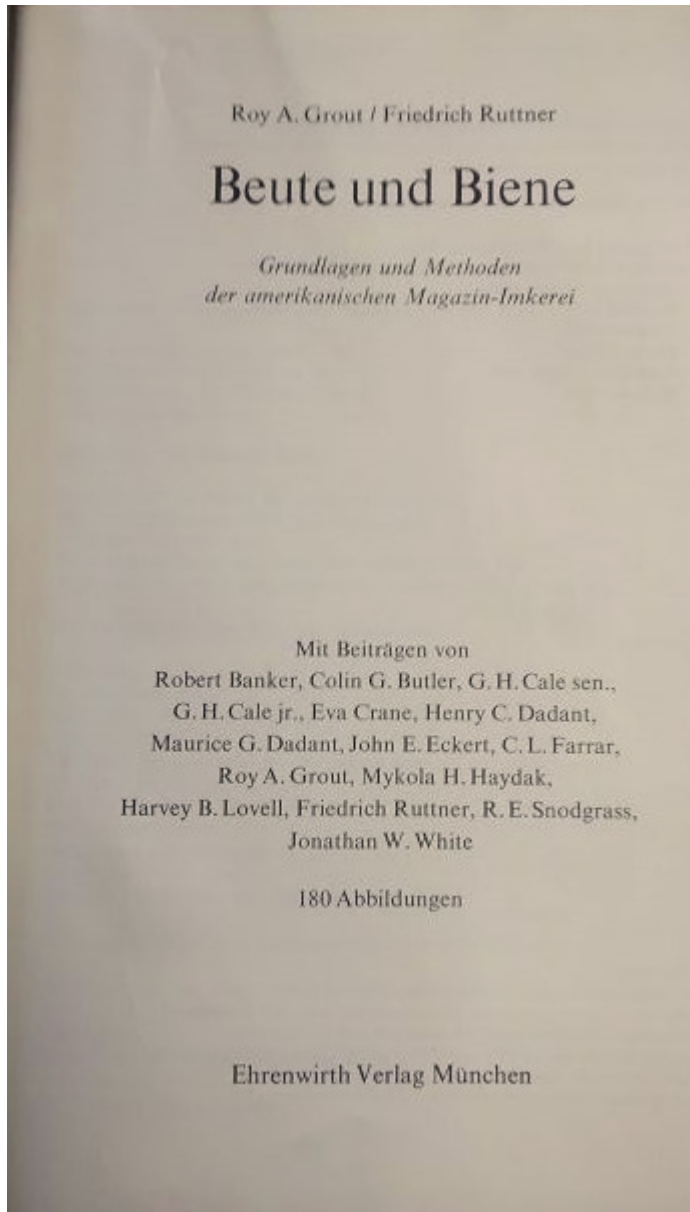 Roy A. Grout / Friedrich Ruttner
Beute und Biene
Grundlagen und Methoden
der amerikanischen Magazin-Imkerei
Mit Beiträgen von
Robert Banker, Colin G. Butler, G. H. Cale sen.,
G. H. Cale jr., Eva Crane, Henry C. Dadant,
Maurice G. Dadant, John E. Eckert, C. L. Farrar,
Roy A. Grout, Mykola H. Haydak,
Harvey B. Lovell, Friedrich Ruttner, R. E. Snodgrass,
Jonathan W. White
180 Abbildungen
Ehrenwirth Verlag München